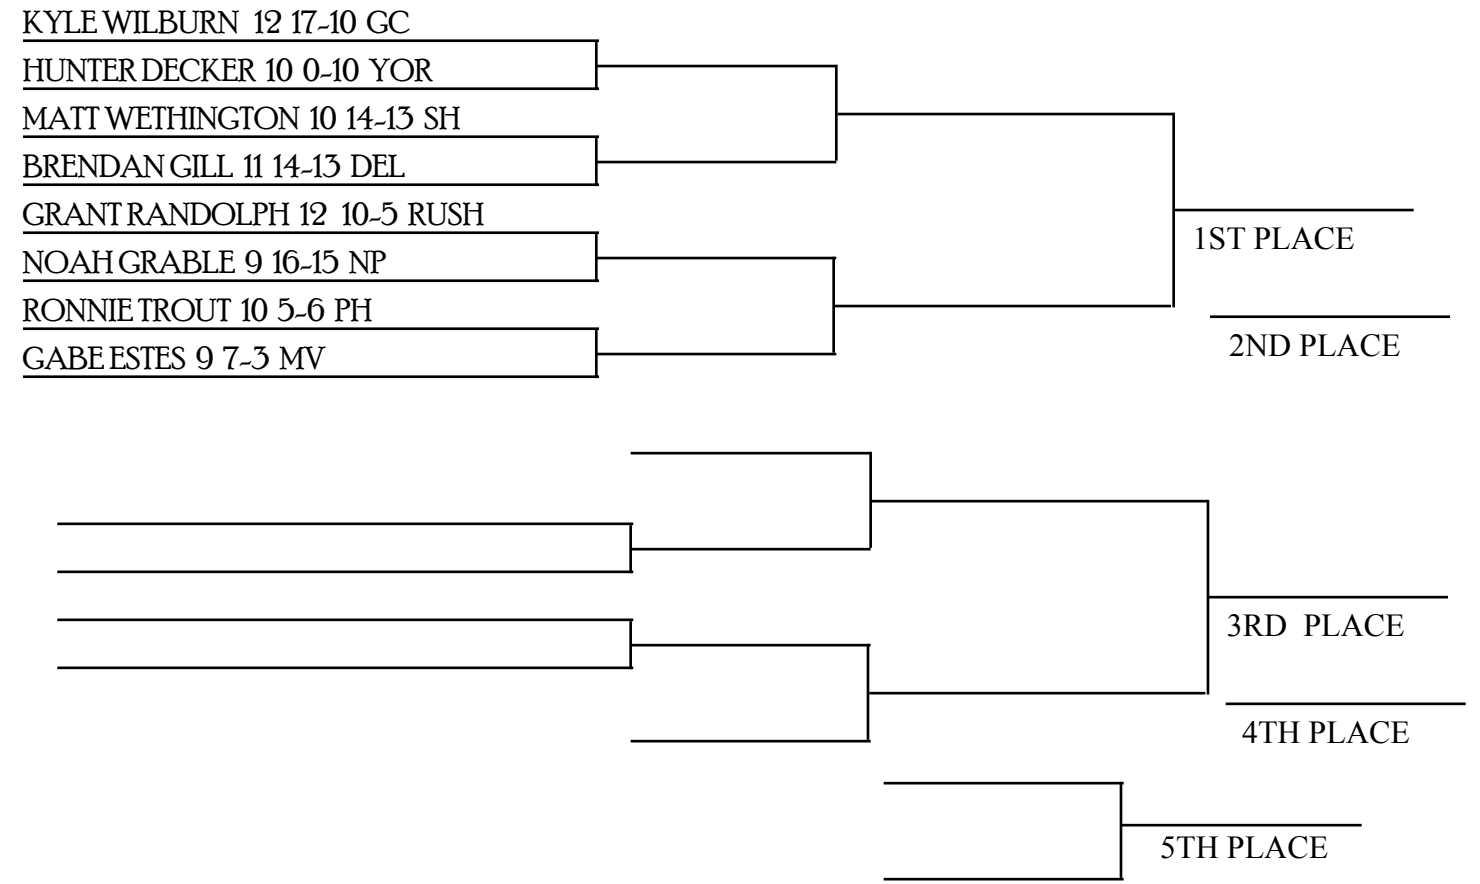 KYLE WILBURN 12 17-10 GC
HUNTER DECKER 10 0-10 YOR
MATT WETHINGTON 10 14-13 SH
BRENDAN GILL 11 14-13 DEL
GRANT RANDOLPH 12 10-5 RUSH
NOAH GRABLE 9 16-15 NP
RONNIE TROUT 10 5-6 PH
GABE ESTES 9 7-3 MV
1ST PLACE
2ND PLACE
3RD PLACE
4TH PLACE
5TH PLACE